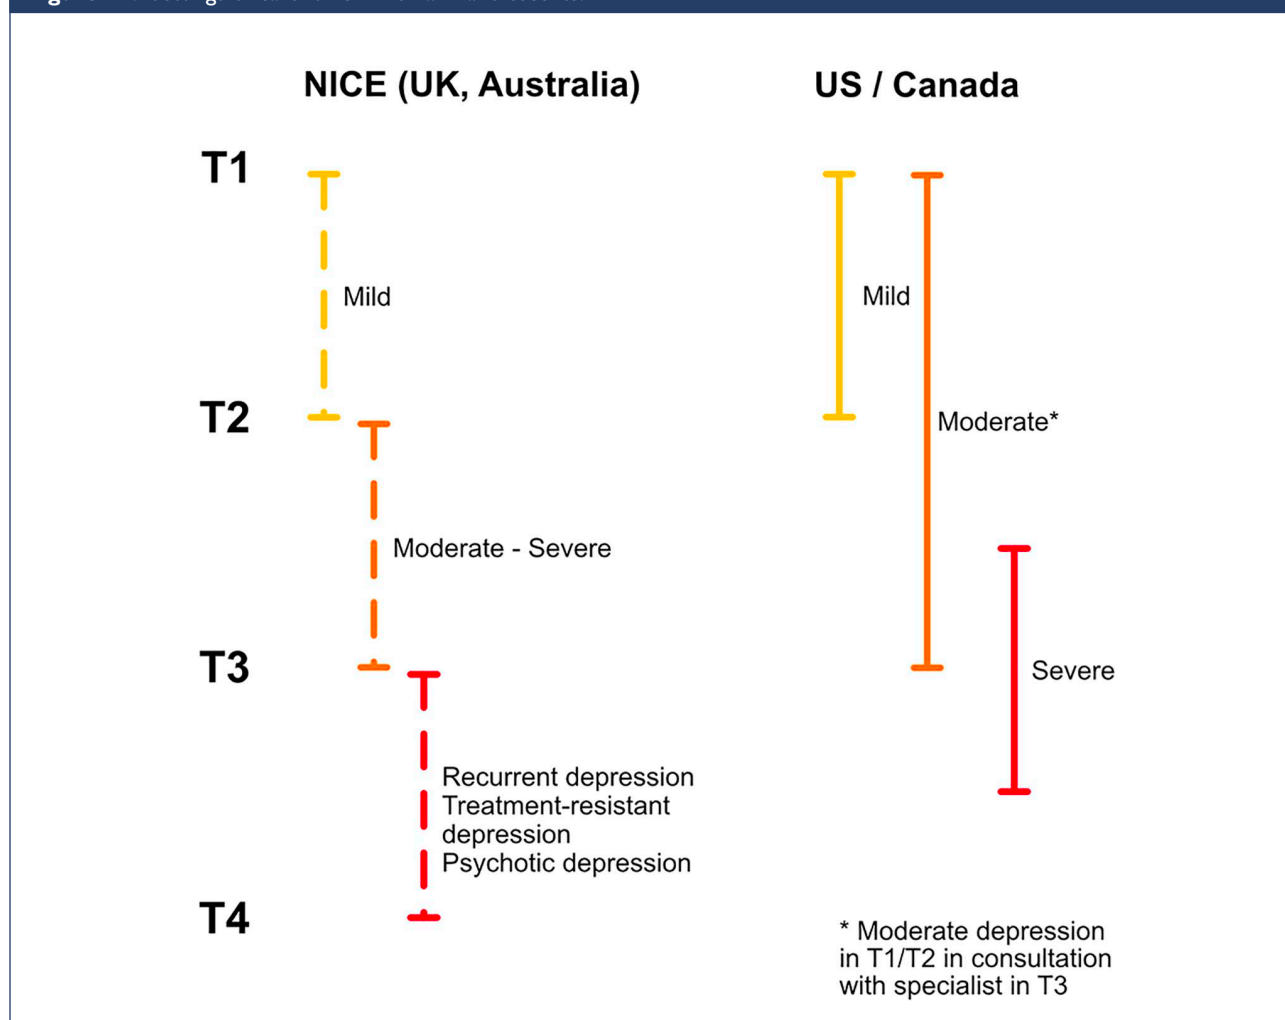 NICE (UK, Australia)
US / Canada
T1
Mild
Mild
T2
Moderate*
Moderate - Severe
T3
Severe
Recurrent depression
Treatment-resistant
depression
Psychotic depression
T4
* Moderate depression
in T1/T2 in consultation
with specialist in T3